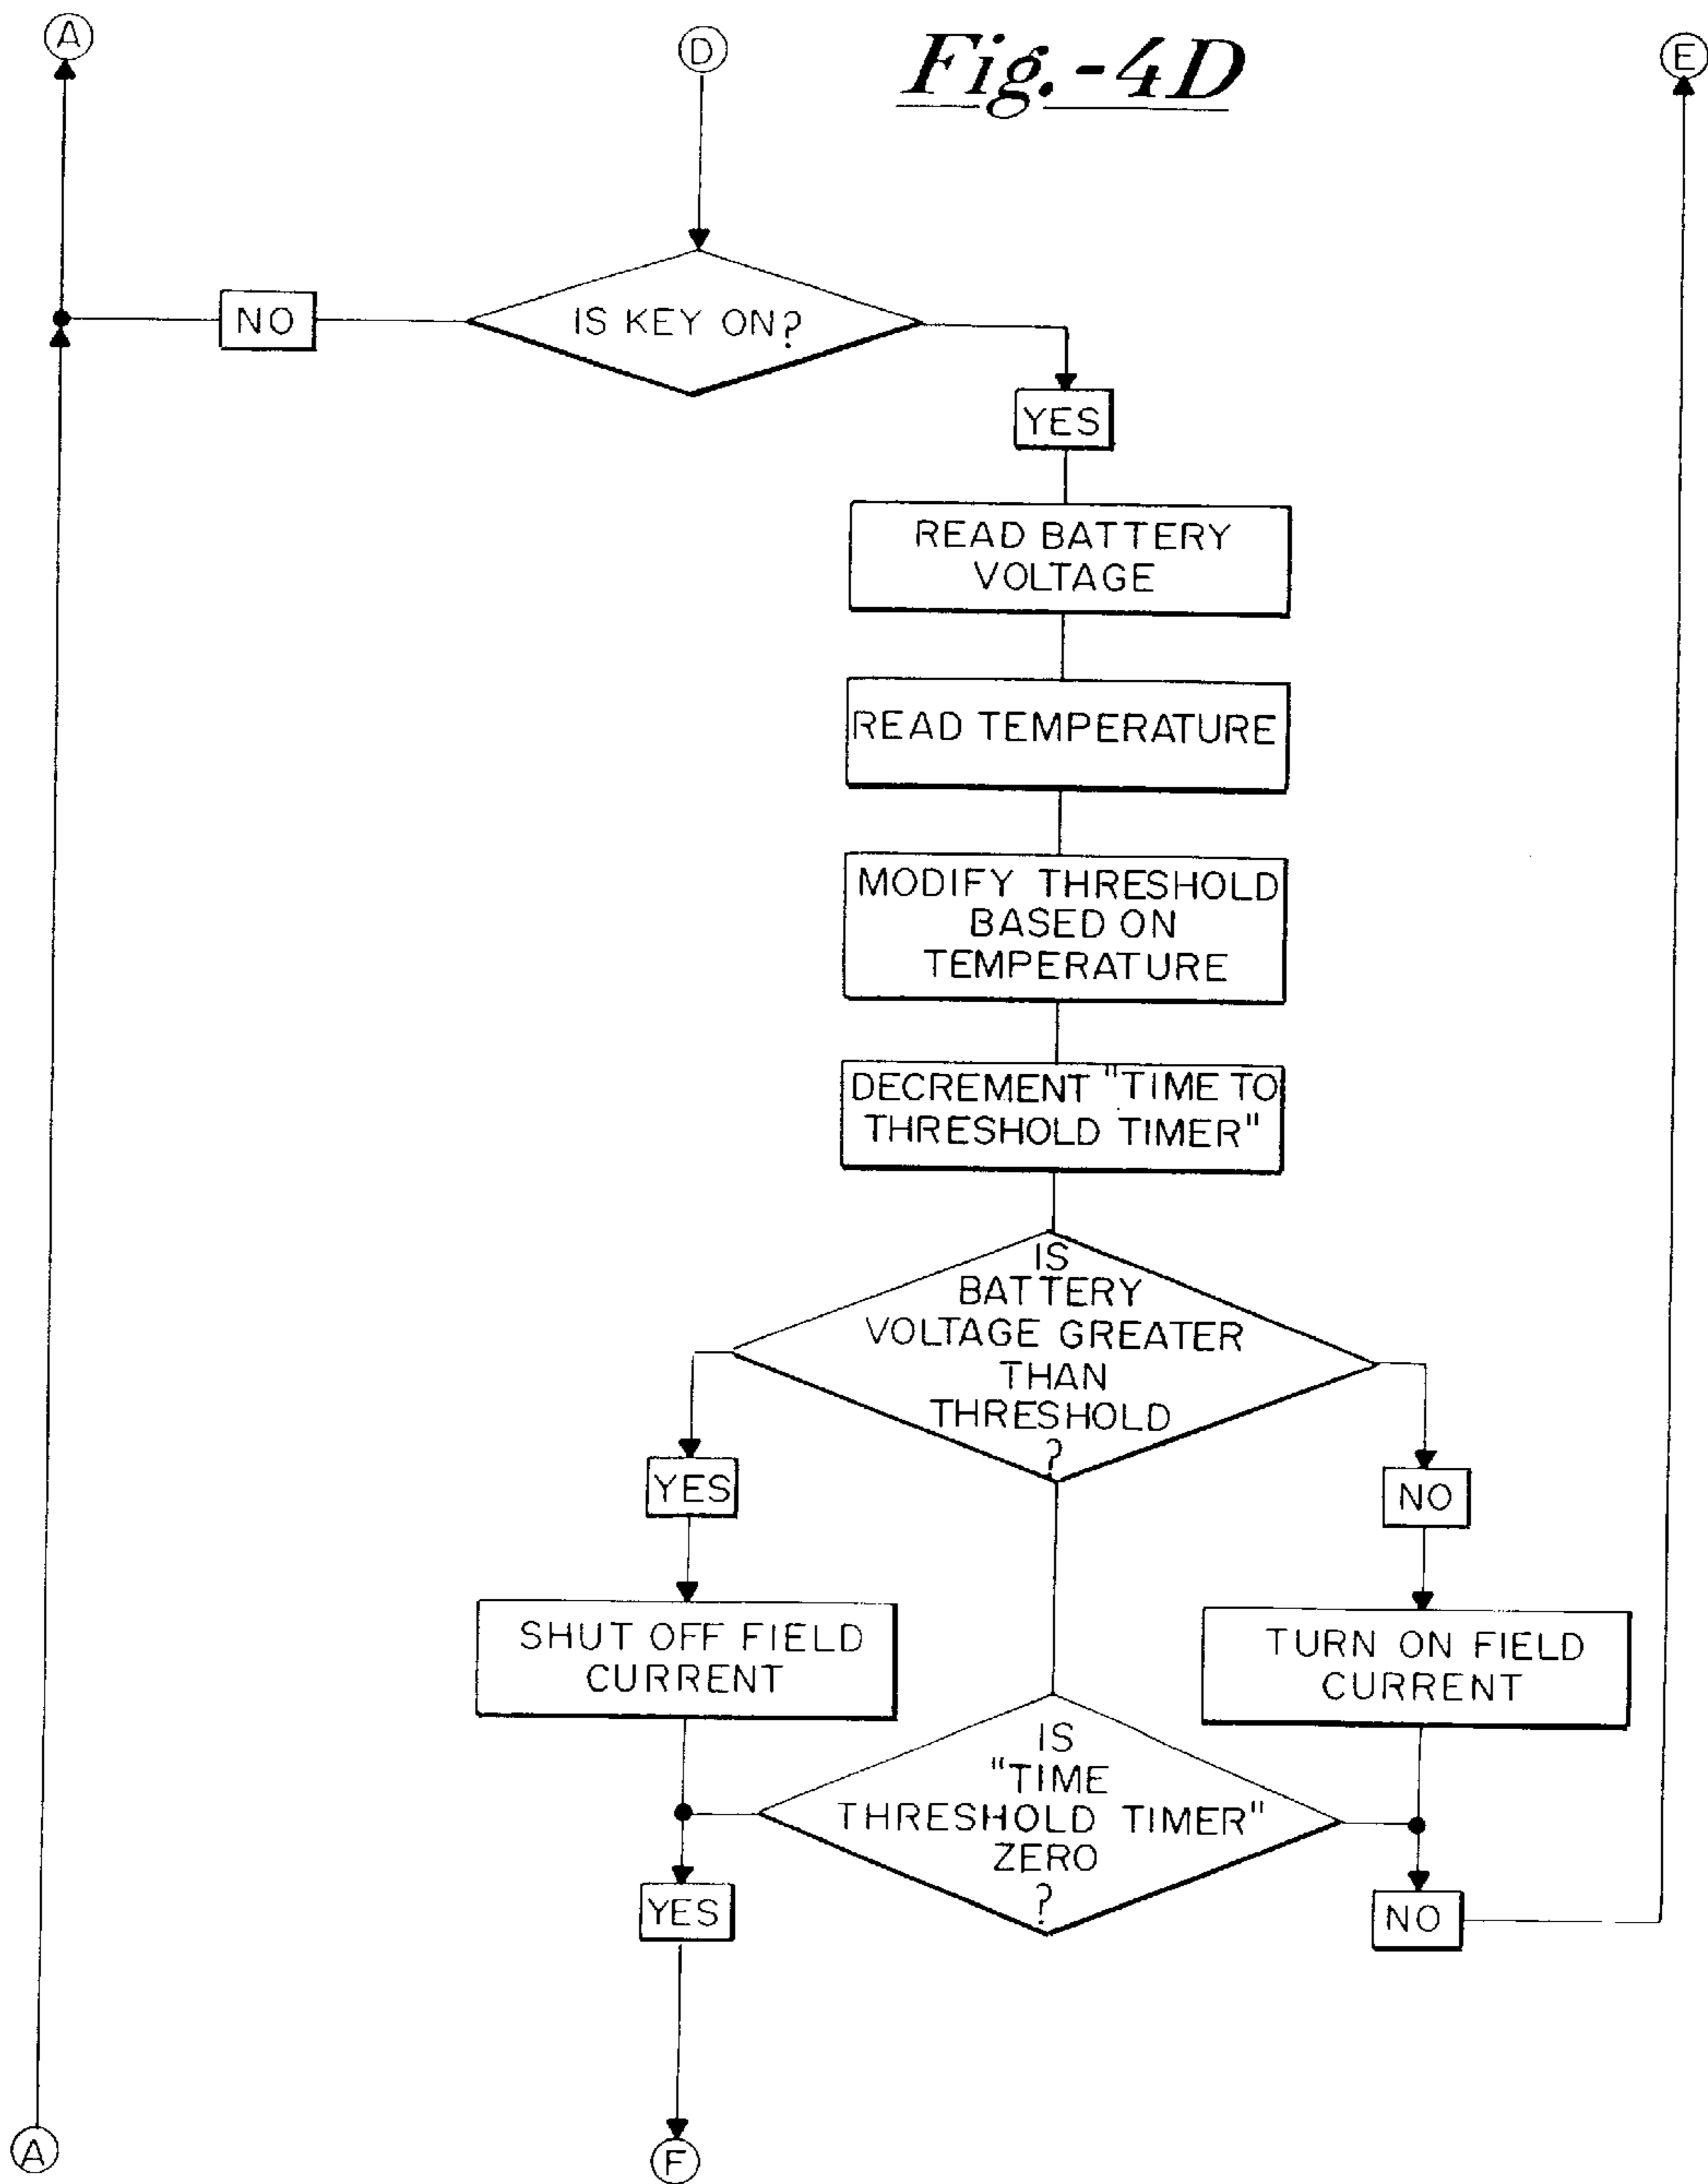 A
D
Fig.-4D
E
NO
IS KEY ON?
YES
READ BATTERY
VOLTAGE
READ TEMPERATURE
MODIFY THRESHOLD
BASED ON
TEMPERATURE
DECREMENT "TIME TO
THRESHOLD TIMER"
IS
BATTERY
VOLTAGE GREATER
THAN
THRESHOLD
?
YES
NO
SHUT OFF FIELD
CURRENT
TURN ON FIELD
CURRENT
IS
"TIME
THRESHOLD TIMER"
ZERO
?
YES
NO
A
F